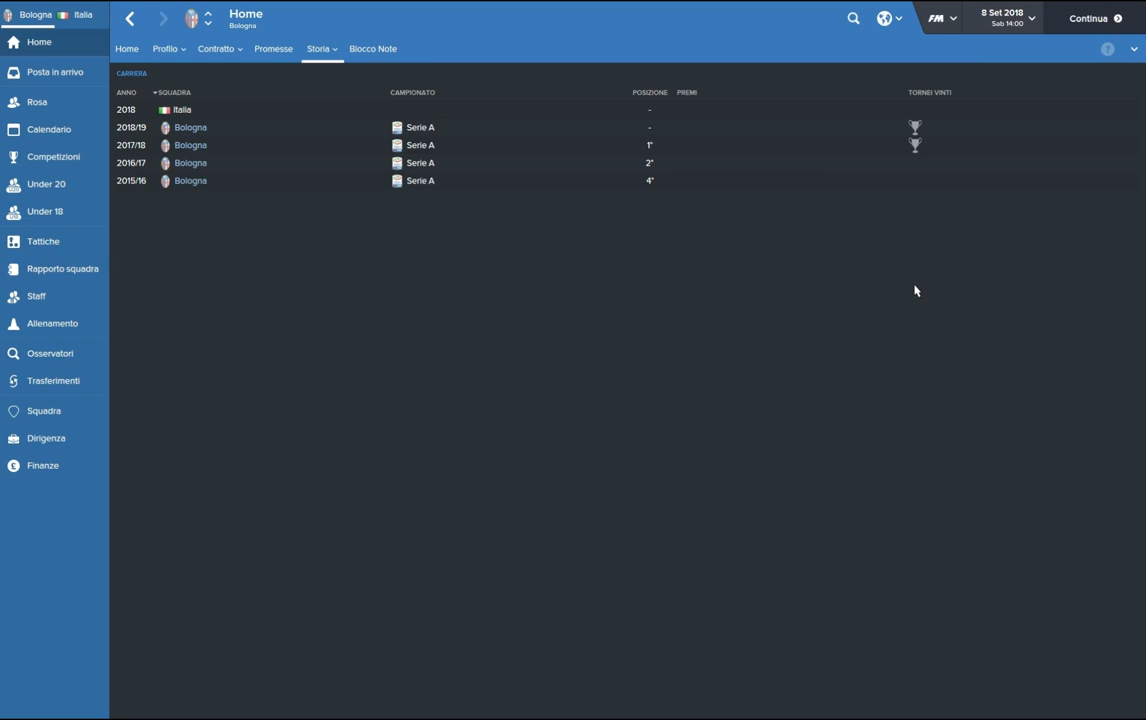 Bologna Italia
Home
Bologna
FM
8 Set 2018
Sab 14:00
Continua
Home
Posta in arrivo
Rosa
Calendario
Competizioni
Under 20
Under 18
Tattiche
Rapporto squadra
Staff
Allenamento
Osservatori
Trasferimenti
Squadra
Dirigenza
Finanze
Home Profilo Contratto Promesse Storia Blocco Note
CARRERA
ANNO SQUADRA CAMPIONATO POSIZIONE PREMI TORNEI VINTI
2018 Italia -
2018/19 Bologna Serie A -
2017/18 Bologna Serie A 1°
2016/17 Bologna Serie A 2°
2015/16 Bologna Serie A 4°